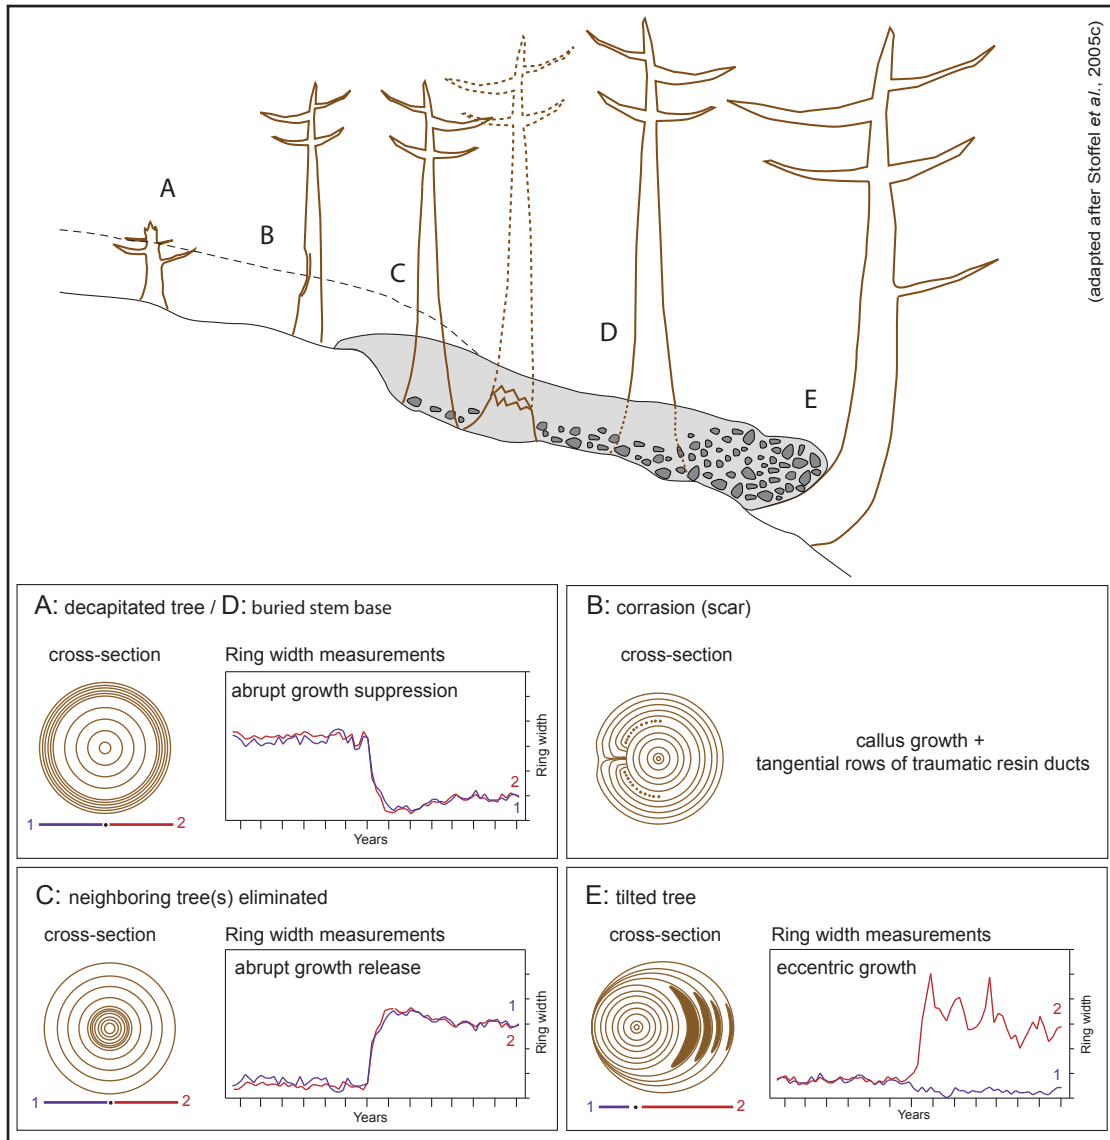 (adapted after Stoffel et al., 2005c)
A
B
C
D
E
A: decapitated tree / D: buried stem base
cross-section
Ring width measurements
abrupt growth suppression
Ring width
2
1
1
2
Years
B: corrasion (scar)
cross-section
callus growth +
tangential rows of traumatic resin ducts
C: neighboring tree(s) eliminated
cross-section
Ring width measurements
abrupt growth release
Ring width
1
2
1
2
Years
E: tilted tree
cross-section
Ring width measurements
eccentric growth
Ring width
2
1
1
2
Years